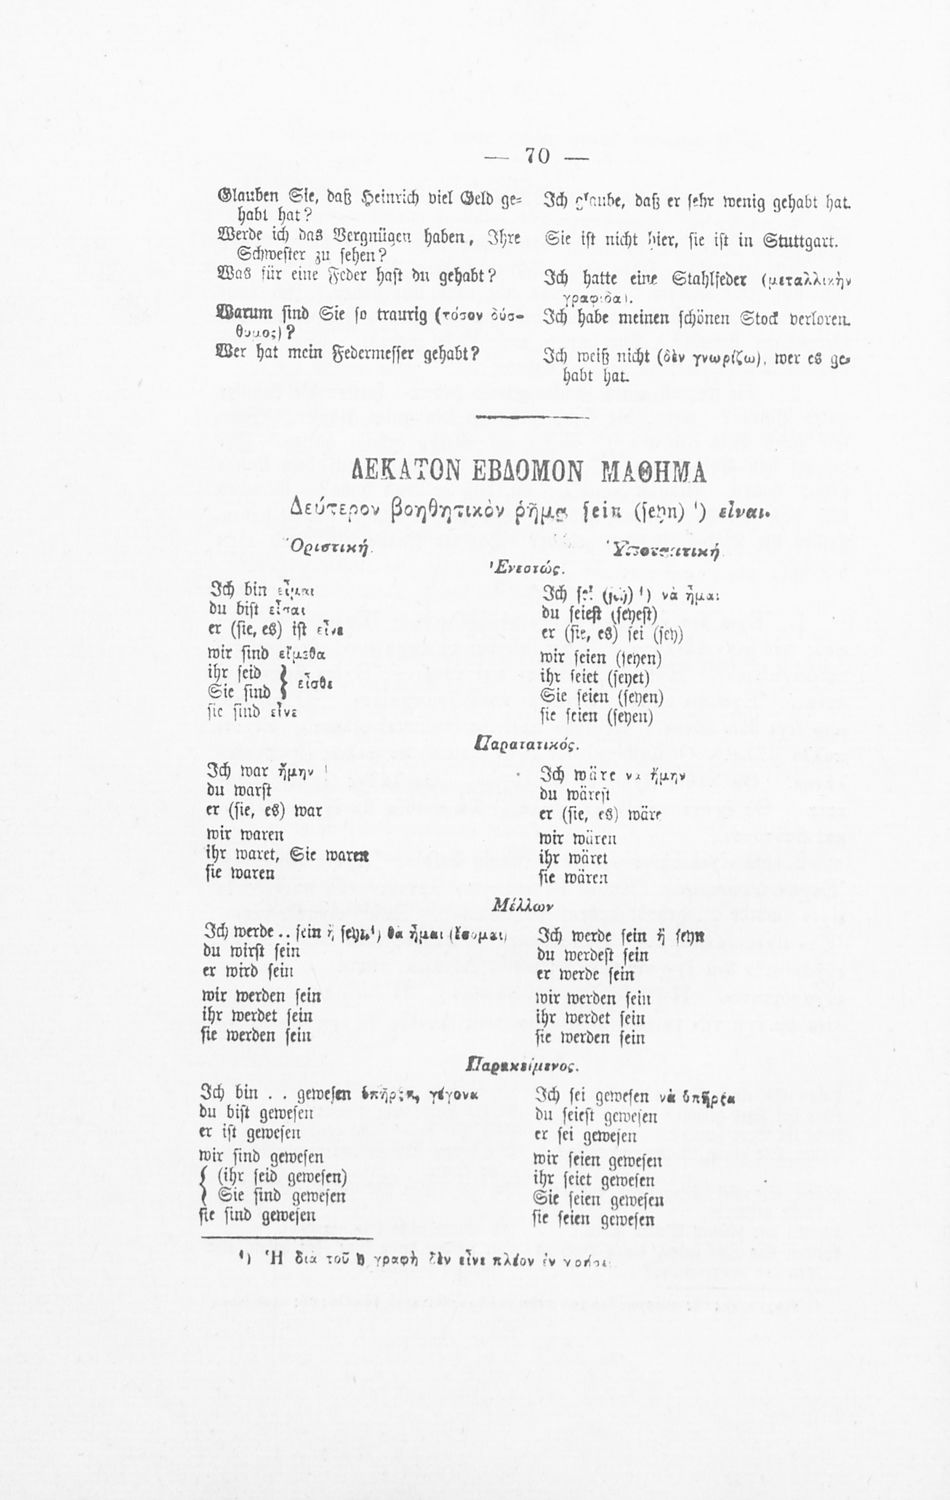 — 70 —
Glauben Sie, daß Heinrich viel Geld ge-
habt hat?
Werde ich das Vergnügen haben, Ihre
Schwester zu sehen?
Was für eine Feder hast du gehabt?
Warum sind Sie so traurig (τόσον δύσ-
θυμος)?
Wer hat mein Federmesser gehabt?
Ich glaube, daß er sehr wenig gehabt hat.
Sie ist nicht hier, sie ist in Stuttgart.
Ich hatte eine Stahlfeder (μεταλλικὴν
γραφίδα).
Ich habe meinen schönen Stock verloren.
Ich weiß nicht (δὲν γνωρίζω), wer es ge-
habt hat.
ΔΕΚΑΤΟΝ ΕΒΔΟΜΟΝ ΜΑΘΗΜΑ
Δεύτερον βοηθητικὸν ῥῆμα sein (seyn) ¹) εἶναι.
Ὁριστική.
Ὑποτακτική.
Ἐνεστώς.
Ich bin εἶμαι
du bist εἶσαι
er (sie, es) ist εἶνε
wir sind εἴμεθα
ihr seid
Sie sind } εἶσθε
sie sind εἶνε
Ich sei (sey) ¹) νὰ ἦμαι
du seiest (seyest)
er (sie, es) sei (sey)
wir seien (seyen)
ihr seiet (seyet)
Sie seien (seyen)
sie seien (seyen)
Παρατατικός.
Ich war ἤμην
du warst
er (sie, es) war
wir waren
ihr waret, Sie waren
sie waren
Ich wäre νὰ ἤμην
du wärest
er (sie, es) wäre
wir wären
ihr wäret
sie wären
Μέλλων
Ich werde .. sein ἢ seyn ¹) θὰ ἦμαι (ἔσομαι)
du wirst sein
er wird sein
wir werden sein
ihr werdet sein
sie werden sein
Ich werde sein ἢ seyn
du werdest sein
er werde sein
wir werden sein
ihr werdet sein
sie werden sein
Παρακείμενος.
Ich bin . . gewesen ὑπῆρξα, γέγονα
du bist gewesen
er ist gewesen
wir sind gewesen
{ (ihr seid gewesen)
Sie sind gewesen
sie sind gewesen
Ich sei gewesen νὰ ὑπῆρξα
du seiest gewesen
er sei gewesen
wir seien gewesen
ihr seiet gewesen
Sie seien gewesen
sie seien gewesen
¹) Ἡ διὰ τοῦ y γραφὴ δὲν εἶνε πλέον ἐν